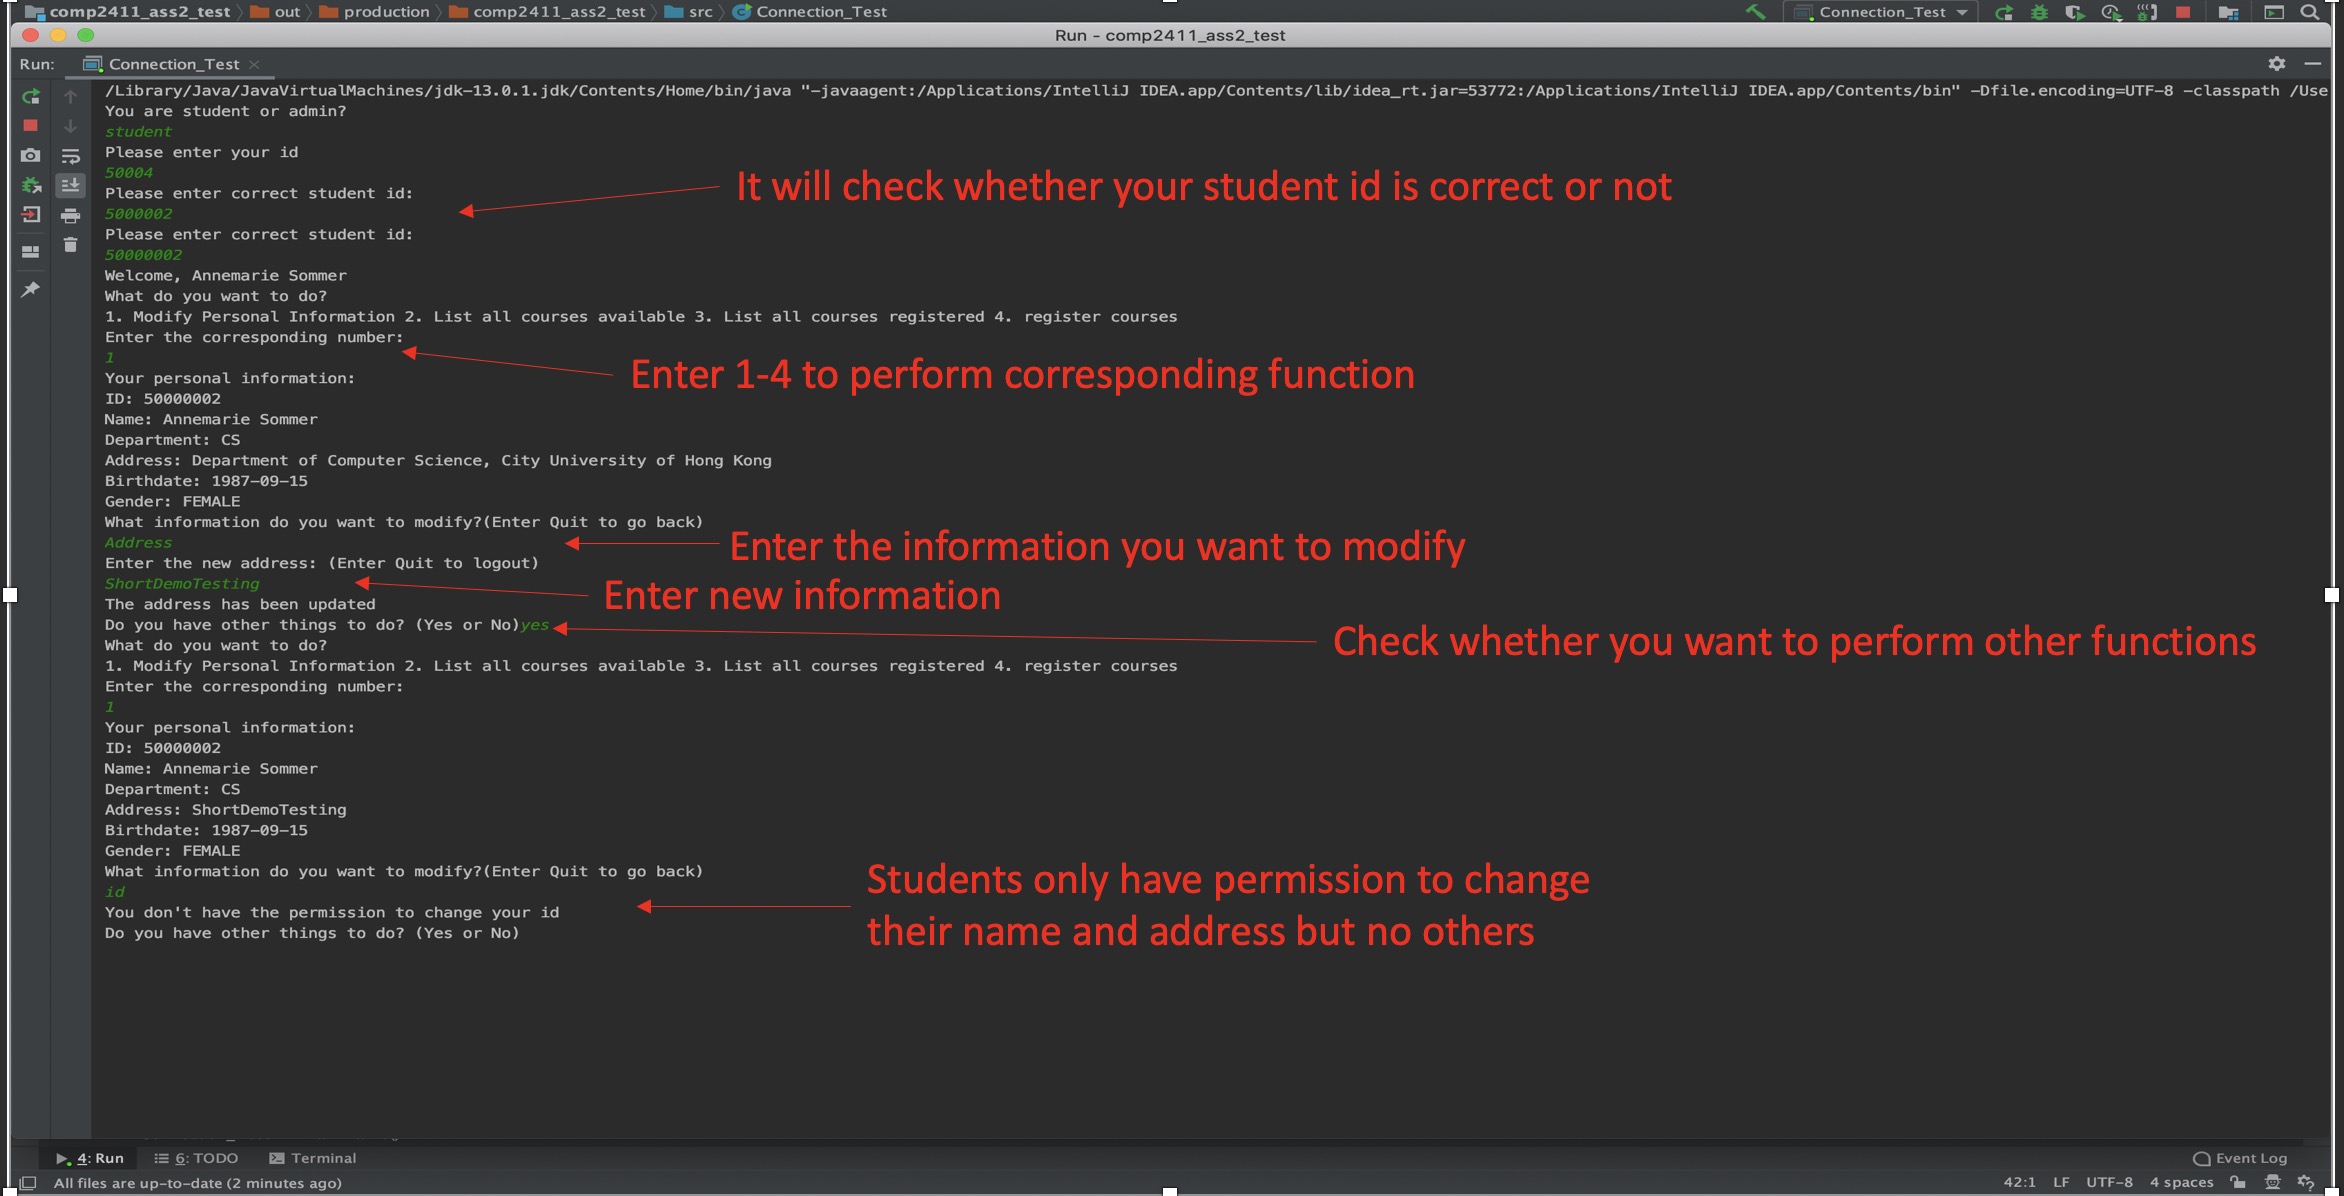 comp2411_ass2_test out production comp2411_ass2_test src Connection_Test Connection_Test
Run - comp2411_ass2_test
Run: Connection_Test
/Library/Java/JavaVirtualMachines/jdk-13.0.1.jdk/Contents/Home/bin/java "-javaagent:/Applications/IntelliJ IDEA.app/Contents/lib/idea_rt.jar=53772:/Applications/IntelliJ IDEA.app/Contents/bin" -Dfile.encoding=UTF-8 -classpath /Use
You are student or admin?
student
Please enter your id
50004
Please enter correct student id:
It will check whether your student id is correct or not
5000002
Please enter correct student id:
50000002
Welcome, Annemarie Sommer
What do you want to do?
1. Modify Personal Information 2. List all courses available 3. List all courses registered 4. register courses
Enter the corresponding number:
1
Enter 1-4 to perform corresponding function
Your personal information:
ID: 50000002
Name: Annemarie Sommer
Department: CS
Address: Department of Computer Science, City University of Hong Kong
Birthdate: 1987-09-15
Gender: FEMALE
What information do you want to modify?(Enter Quit to go back)
Address
Enter the information you want to modify
Enter the new address: (Enter Quit to logout)
ShortDemoTesting
Enter new information
The address has been updated
Do you have other things to do? (Yes or No)yes
Check whether you want to perform other functions
What do you want to do?
1. Modify Personal Information 2. List all courses available 3. List all courses registered 4. register courses
Enter the corresponding number:
1
Your personal information:
ID: 50000002
Name: Annemarie Sommer
Department: CS
Address: ShortDemoTesting
Birthdate: 1987-09-15
Gender: FEMALE
What information do you want to modify?(Enter Quit to go back)
id
You don't have the permission to change your id
Do you have other things to do? (Yes or No)
Students only have permission to change
their name and address but no others
4: Run 6: TODO Terminal Event Log
All files are up-to-date (2 minutes ago) 42:1 LF UTF-8 4 spaces